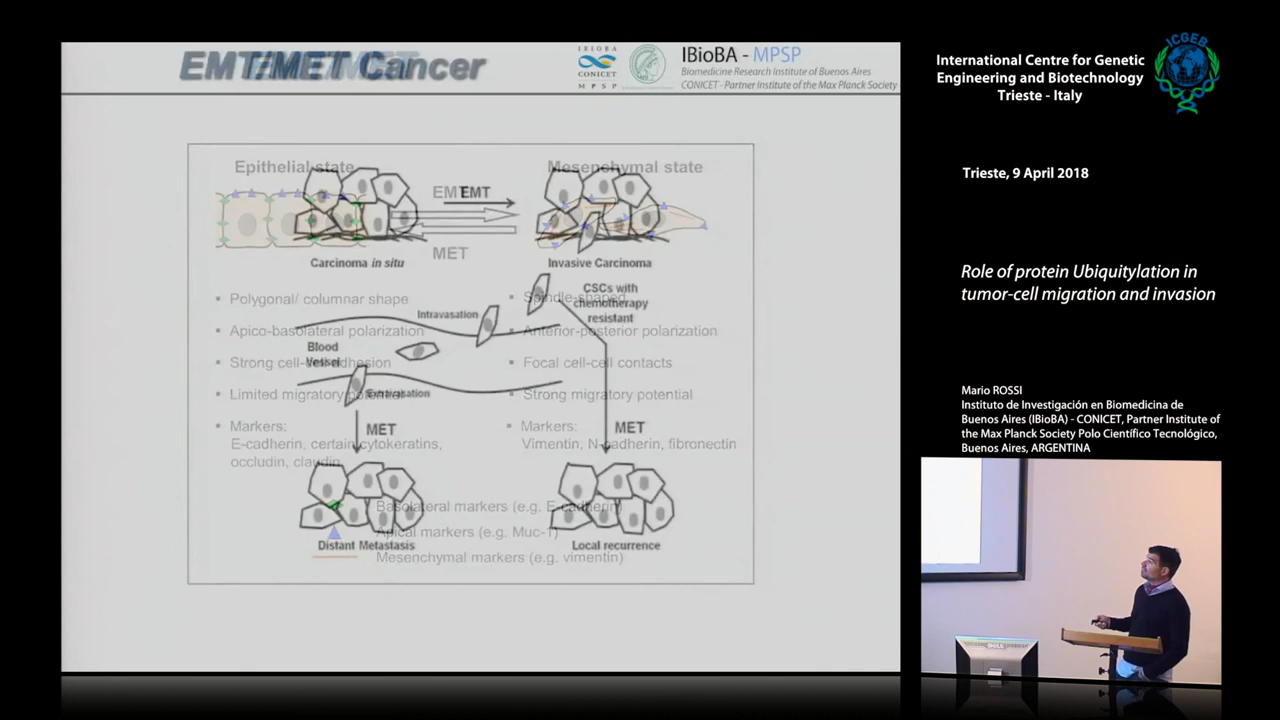 EMT/MET Cancer
IBIOBA
CONICET
MPSP
IBioBA - MPSP
Biomedicine Research Institute of Buenos Aires
CONICET - Partner Institute of the Max Planck Society
Epithelial state
Mesenchymal state
EMT
EMT
MET
Carcinoma in situ
Invasive Carcinoma
▪ Polygonal/ columnar shape
▪ Spindle-shaped
▪ Apico-basolateral polarization
▪ Anterior-posterior polarization
▪ Strong cell-cell adhesion
▪ Focal cell-cell contacts
▪ Limited migratory potential
▪ Strong migratory potential
▪ Markers:
E-cadherin, certain cytokeratins,
occludin, claudin
▪ Markers:
Vimentin, N-cadherin, fibronectin
CSCs with
chemotherapy
resistant
Intravasation
Blood
Vessel
Extravasation
MET
MET
Basolateral markers (e.g. E-cadherin)
Apical markers (e.g. Muc-1)
Mesenchymal markers (e.g. vimentin)
Distant Metastasis
Local recurrence
International Centre for Genetic
Engineering and Biotechnology
Trieste - Italy
ICGEB
Trieste, 9 April 2018
Role of protein Ubiquitylation in
tumor-cell migration and invasion
Mario ROSSI
Instituto de Investigación en Biomedicina de
Buenos Aires (IBioBA) - CONICET, Partner Institute of
the Max Planck Society Polo Científico Tecnológico,
Buenos Aires, ARGENTINA
DELL